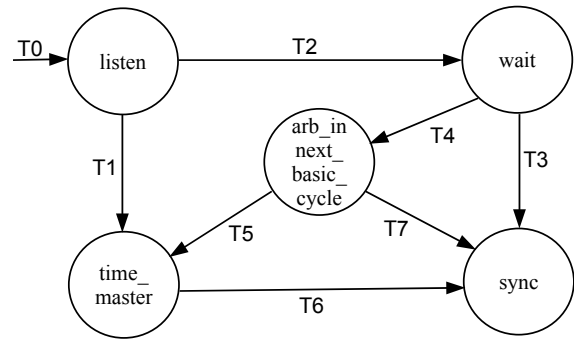 T0
listen
T2
wait
arb_in
next_
basic_
cycle
T4
T1
T3
T5
T7
time_
master
T6
sync